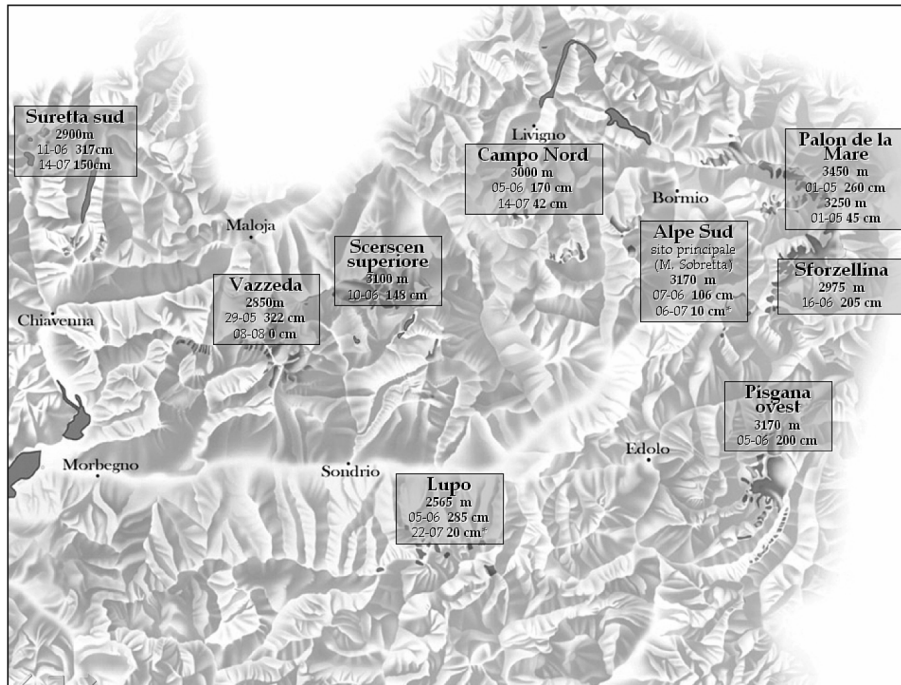 Suretta sud
2900m
11-06 317cm
14-07 150cm
Livigno
Campo Nord
3000 m
05-06 170 cm
14-07 42 cm
Palon de la
Mare
3450 m
01-05 260 cm
3250 m
01-05 45 cm
Bormio
Maloja
Scerscen
superiore
3100 m
10-06 148 cm
Alpe Sud
sito principale
(M. Sobretta)
3170 m
07-06 106 cm
06-07 10 cm*
Sforzellina
2975 m
16-06 205 cm
Vazzeda
2850m
29-05 322 cm
08-08 0 cm
Chiavenna
Pisgana
ovest
3170 m
05-06 200 cm
Edolo
Morbegno
Sondrio
Lupo
2565 m
05-06 285 cm
22-07 20 cm*